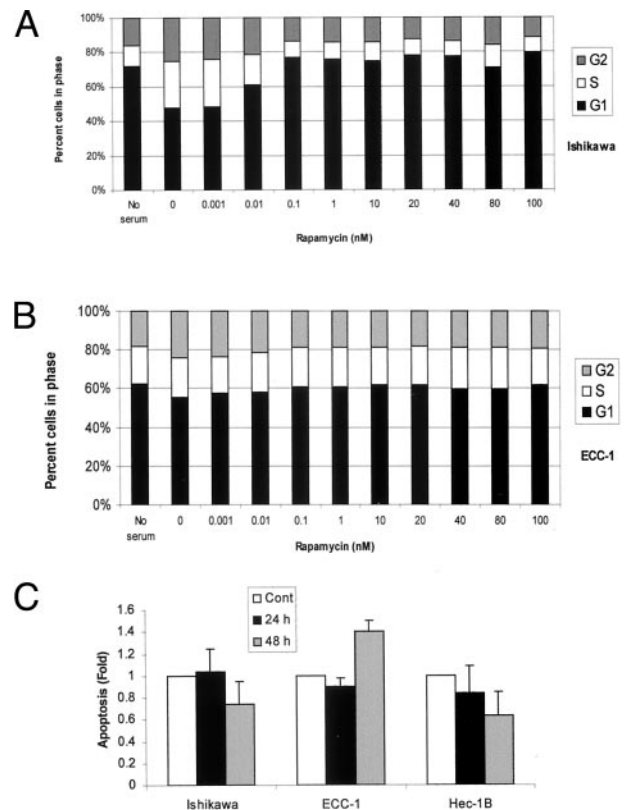 A
100%
80%
60%
40%
20%
0%
Percent cells in phase
No serum 0 0.001 0.01 0.1 1 10 20 40 80 100
Rapamycin (nM)
G2
S
G1
Ishikawa
B
100%
80%
60%
40%
20%
0%
Percent cells in phase
No serum 0 0.001 0.01 0.1 1 10 20 40 80 100
Rapamycin (nM)
G2
S
G1
ECC-1
C
Cont
24 h
48 h
1.6
1.4
1.2
1
0.8
0.6
0.4
0.2
0
Apoptosis (Fold)
Ishikawa ECC-1 Hec-1B